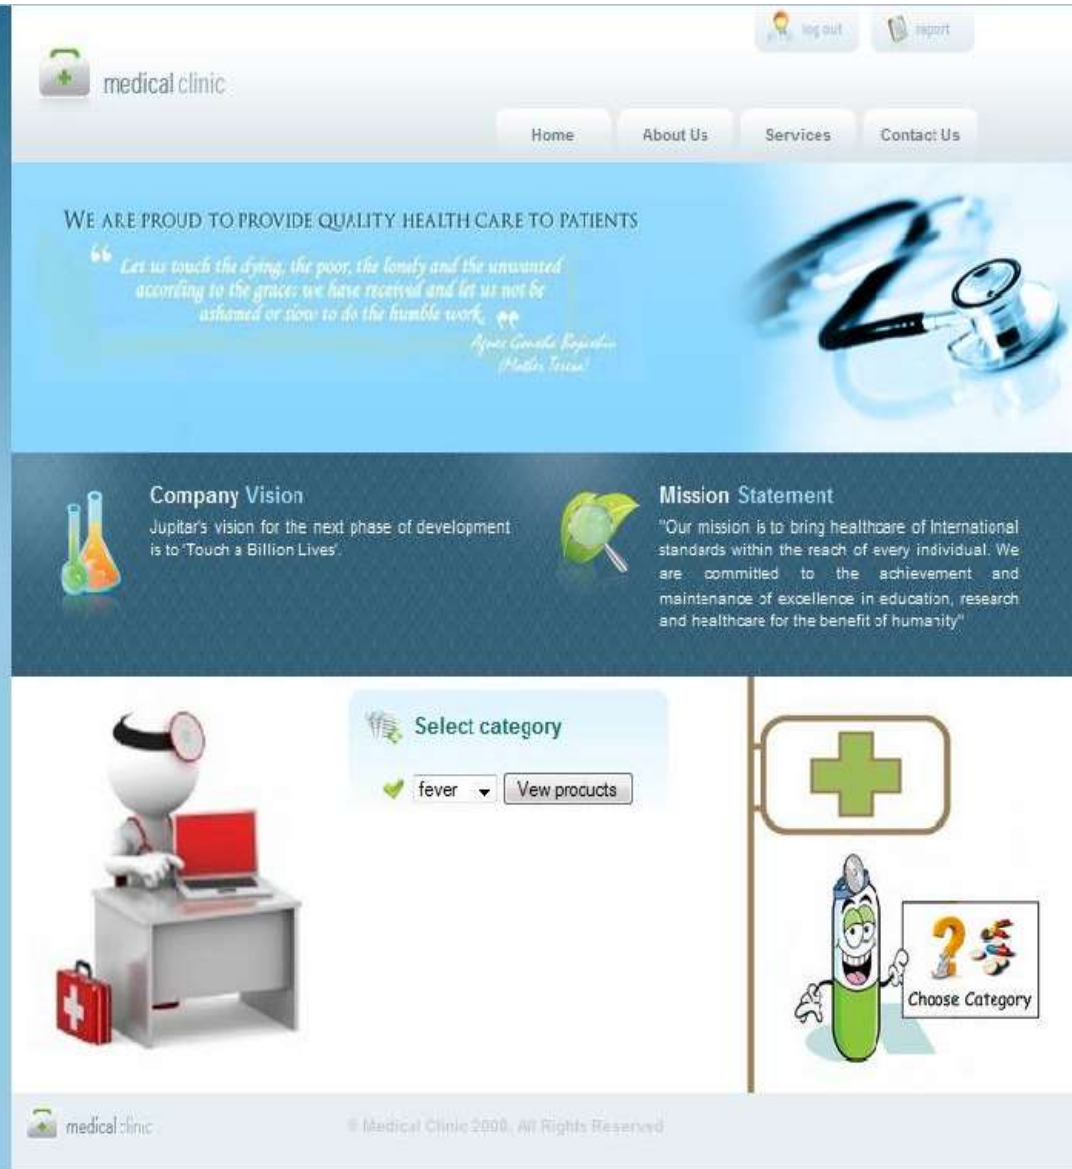 log out
report
medical clinic
Home
About Us
Services
Contact Us
WE ARE PROUD TO PROVIDE QUALITY HEALTH CARE TO PATIENTS
“ Let us touch the dying, the poor, the lonely and the unwanted
according to the graces we have received and let us not be
ashamed or slow to do the humble work. ”
(Mother Teresa)
Company Vision
Jupitar's vision for the next phase of development
is to 'Touch a Billion Lives'.
Mission Statement
"Our mission is to bring healthcare of International
standards within the reach of every individual. We
are committed to the achievement and
maintenance of excellence in education, research
and healthcare for the benefit of humanity"
Select category
fever
Vew procucts
Choose Category
medical clinic
© Medical Clinic 2009, All Rights Reserved